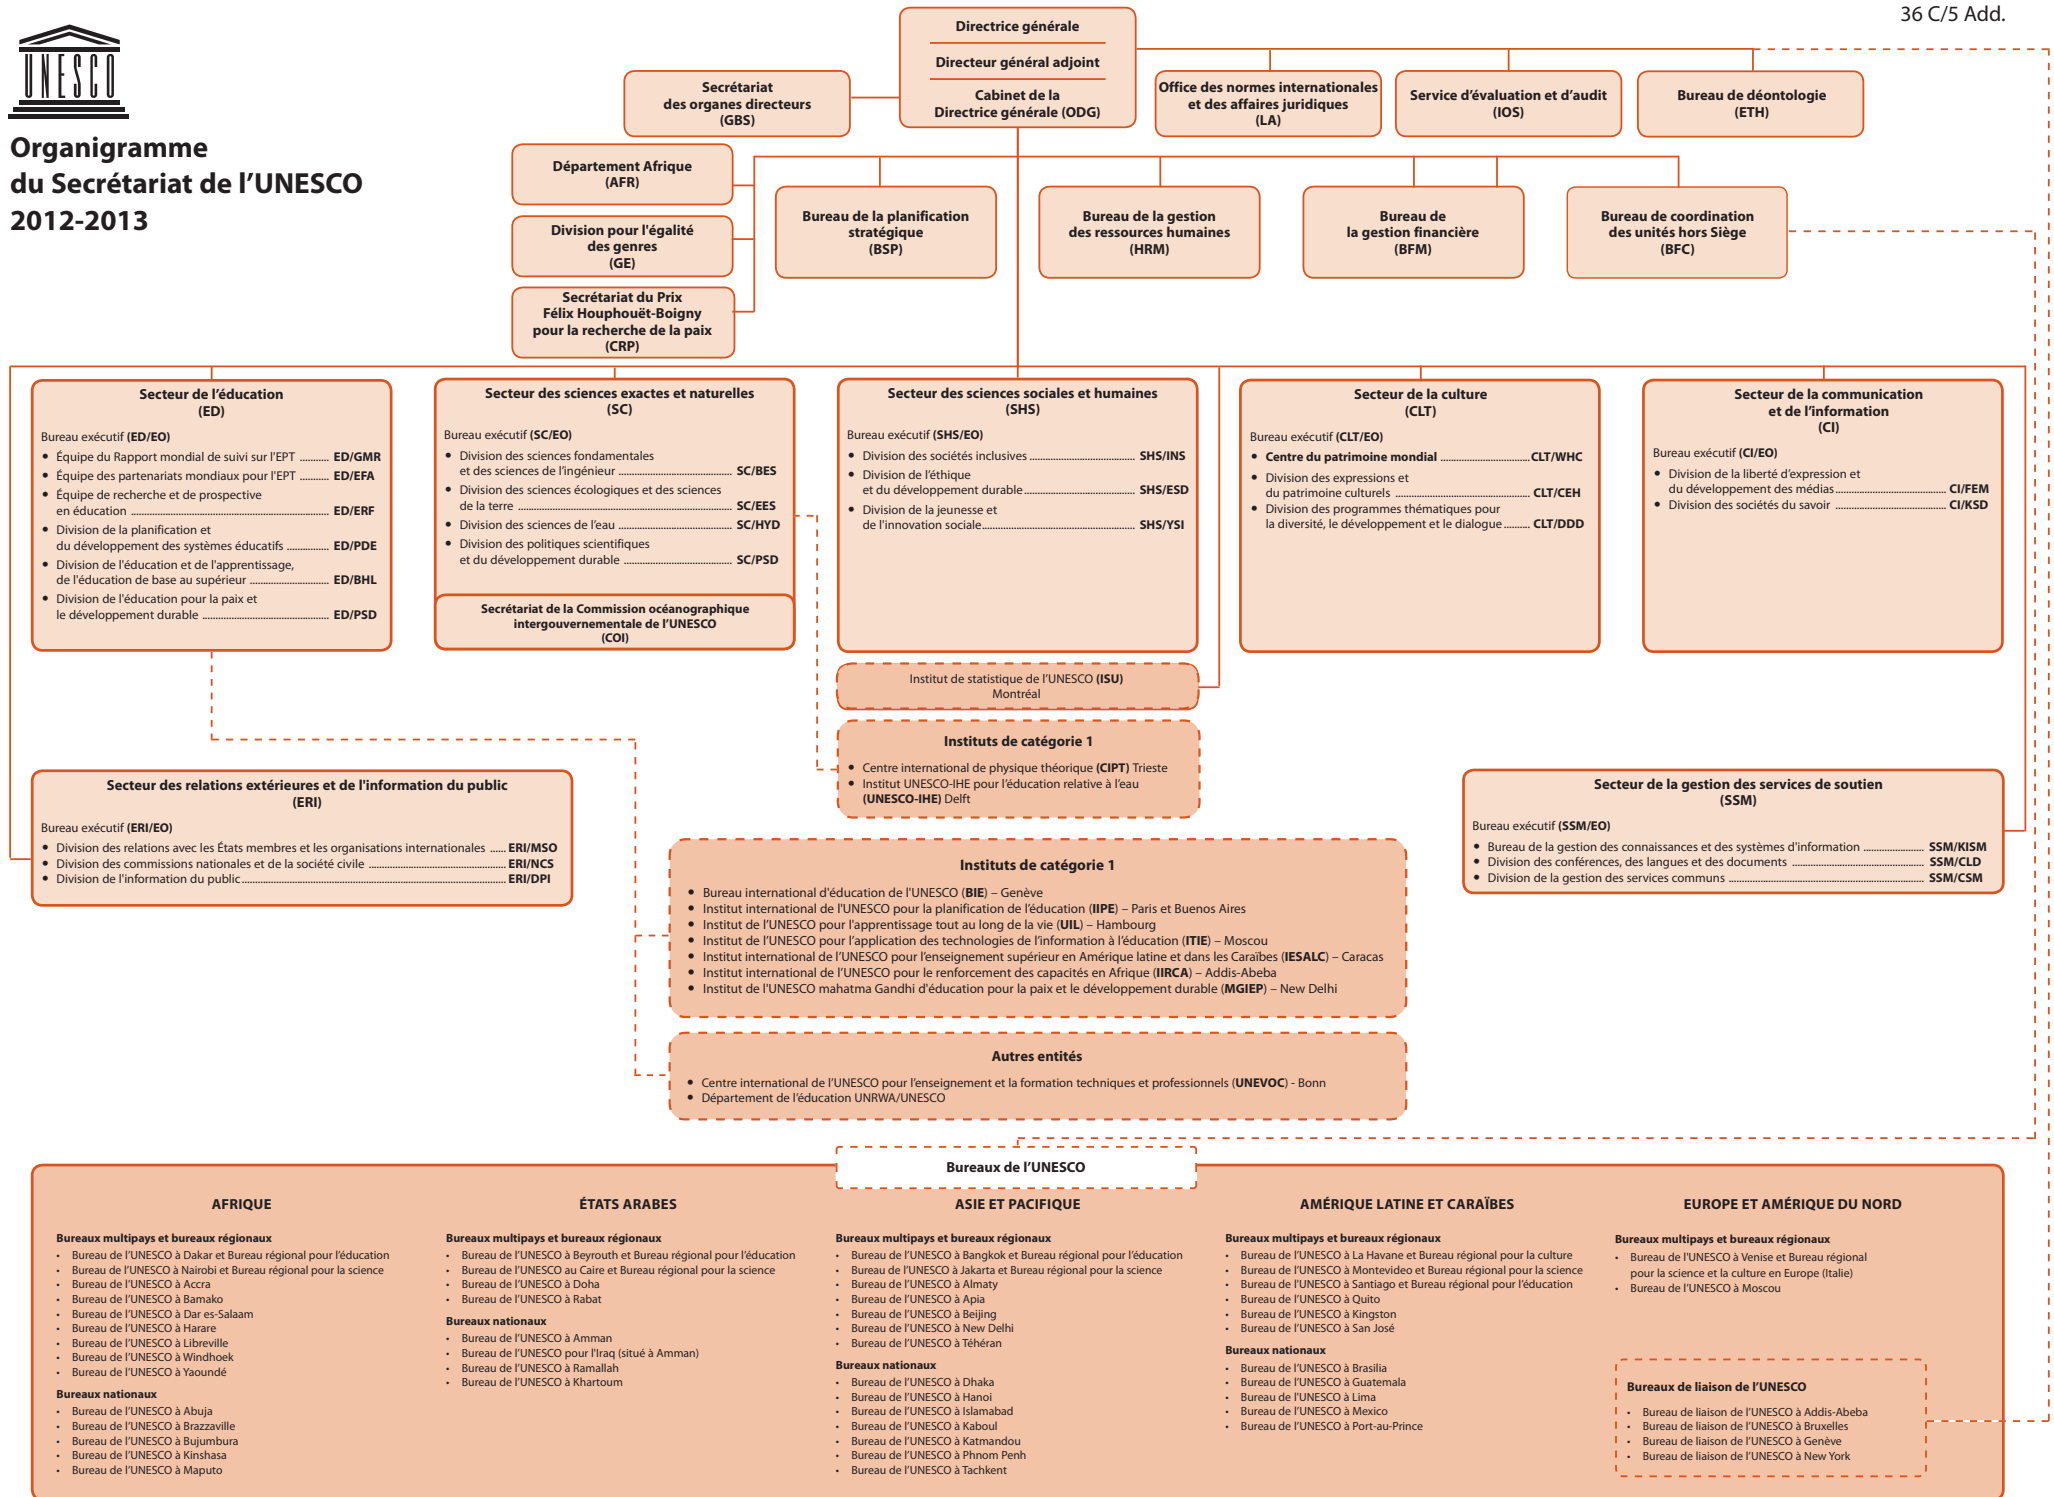 36 C/5 Add.
UNESCO
Organigramme
du Secrétariat de l’UNESCO
2012-2013
Directrice générale
Directeur général adjoint
Cabinet de la
Directrice générale (ODG)
Secrétariat
des organes directeurs
(GBS)
Office des normes internationales
et des affaires juridiques
(LA)
Service d’évaluation et d’audit
(IOS)
Bureau de déontologie
(ETH)
Département Afrique
(AFR)
Division pour l'égalité
des genres
(GE)
Secrétariat du Prix
Félix Houphouët-Boigny
pour la recherche de la paix
(CRP)
Bureau de la planification
stratégique
(BSP)
Bureau de la gestion
des ressources humaines
(HRM)
Bureau de
la gestion financière
(BFM)
Bureau de coordination
des unités hors Siège
(BFC)
Secteur de l’éducation
(ED)
Bureau exécutif (ED/EO)
• Équipe du Rapport mondial de suivi sur l'EPT ........... ED/GMR
• Équipe des partenariats mondiaux pour l'EPT ........... ED/EFA
• Équipe de recherche et de prospective
en éducation ........... ED/ERF
• Division de la planification et
du développement des systèmes éducatifs ........... ED/PDE
• Division de l'éducation et de l'apprentissage,
de l'éducation de base au supérieur ........... ED/BHL
• Division de l'éducation pour la paix et
le développement durable ........... ED/PSD
Secteur des sciences exactes et naturelles
(SC)
Bureau exécutif (SC/EO)
• Division des sciences fondamentales
et des sciences de l’ingénieur ........... SC/BES
• Division des sciences écologiques et des sciences
de la terre ........... SC/EES
• Division des sciences de l’eau ........... SC/HYD
• Division des politiques scientifiques
et du développement durable ........... SC/PSD
Secrétariat de la Commission océanographique
intergouvernementale de l’UNESCO
(COI)
Secteur des sciences sociales et humaines
(SHS)
Bureau exécutif (SHS/EO)
• Division des sociétés inclusives ........... SHS/INS
• Division de l’éthique
et du développement durable ........... SHS/ESD
• Division de la jeunesse et
de l'innovation sociale ........... SHS/YSI
Secteur de la culture
(CLT)
Bureau exécutif (CLT/EO)
• Centre du patrimoine mondial ........... CLT/WHC
• Division des expressions et
du patrimoine culturels ........... CLT/CEH
• Division des programmes thématiques pour
la diversité, le développement et le dialogue ........... CLT/DDD
Secteur de la communication
et de l’information
(CI)
Bureau exécutif (CI/EO)
• Division de la liberté d’expression et
du développement des médias ........... CI/FEM
• Division des sociétés du savoir ........... CI/KSD
Institut de statistique de l’UNESCO (ISU)
Montréal
Instituts de catégorie 1
• Centre international de physique théorique (CIPT) Trieste
• Institut UNESCO-IHE pour l’éducation relative à l’eau
(UNESCO-IHE) Delft
Secteur des relations extérieures et de l'information du public
(ERI)
Bureau exécutif (ERI/EO)
• Division des relations avec les États membres et les organisations internationales ...... ERI/MSO
• Division des commissions nationales et de la société civile ........... ERI/NCS
• Division de l'information du public ........... ERI/DPI
Secteur de la gestion des services de soutien
(SSM)
Bureau exécutif (SSM/EO)
• Bureau de la gestion des connaissances et des systèmes d'information ........... SSM/KISM
• Division des conférences, des langues et des documents ........... SSM/CLD
• Division de la gestion des services communs ........... SSM/CSM
Instituts de catégorie 1
• Bureau international d'éducation de l'UNESCO (BIE) – Genève
• Institut international de l'UNESCO pour la planification de l’éducation (IIPE) – Paris et Buenos Aires
• Institut de l’UNESCO pour l'apprentissage tout au long de la vie (UIL) – Hambourg
• Institut de l’UNESCO pour l’application des technologies de l’information à l’éducation (ITIE) – Moscou
• Institut international de l’UNESCO pour l’enseignement supérieur en Amérique latine et dans les Caraïbes (IESALC) – Caracas
• Institut international de l’UNESCO pour le renforcement des capacités en Afrique (IIRCA) – Addis-Abeba
• Institut de l'UNESCO mahatma Gandhi d'éducation pour la paix et le développement durable (MGIEP) – New Delhi
Autres entités
• Centre international de l’UNESCO pour l’enseignement et la formation techniques et professionnels (UNEVOC) - Bonn
• Département de l’éducation UNRWA/UNESCO
Bureaux de l’UNESCO
AFRIQUE
Bureaux multipays et bureaux régionaux
• Bureau de l’UNESCO à Dakar et Bureau régional pour l’éducation
• Bureau de l’UNESCO à Nairobi et Bureau régional pour la science
• Bureau de l’UNESCO à Accra
• Bureau de l’UNESCO à Bamako
• Bureau de l’UNESCO à Dar es-Salaam
• Bureau de l’UNESCO à Harare
• Bureau de l’UNESCO à Libreville
• Bureau de l’UNESCO à Windhoek
• Bureau de l’UNESCO à Yaoundé
Bureaux nationaux
• Bureau de l’UNESCO à Abuja
• Bureau de l’UNESCO à Brazzaville
• Bureau de l’UNESCO à Bujumbura
• Bureau de l’UNESCO à Kinshasa
• Bureau de l’UNESCO à Maputo
ÉTATS ARABES
Bureaux multipays et bureaux régionaux
• Bureau de l’UNESCO à Beyrouth et Bureau régional pour l’éducation
• Bureau de l’UNESCO au Caire et Bureau régional pour la science
• Bureau de l’UNESCO à Doha
• Bureau de l’UNESCO à Rabat
Bureaux nationaux
• Bureau de l’UNESCO à Amman
• Bureau de l’UNESCO pour l'Iraq (situé à Amman)
• Bureau de l’UNESCO à Ramallah
• Bureau de l’UNESCO à Khartoum
ASIE ET PACIFIQUE
Bureaux multipays et bureaux régionaux
• Bureau de l’UNESCO à Bangkok et Bureau régional pour l’éducation
• Bureau de l’UNESCO à Jakarta et Bureau régional pour la science
• Bureau de l’UNESCO à Almaty
• Bureau de l’UNESCO à Apia
• Bureau de l’UNESCO à Beijing
• Bureau de l’UNESCO à New Delhi
• Bureau de l’UNESCO à Téhéran
Bureaux nationaux
• Bureau de l’UNESCO à Dhaka
• Bureau de l’UNESCO à Hanoi
• Bureau de l’UNESCO à Islamabad
• Bureau de l’UNESCO à Kaboul
• Bureau de l’UNESCO à Katmandou
• Bureau de l’UNESCO à Phnom Penh
• Bureau de l’UNESCO à Tachkent
AMÉRIQUE LATINE ET CARAÏBES
Bureaux multipays et bureaux régionaux
• Bureau de l’UNESCO à La Havane et Bureau régional pour la culture
• Bureau de l’UNESCO à Montevideo et Bureau régional pour la science
• Bureau de l’UNESCO à Santiago et Bureau régional pour l’éducation
• Bureau de l’UNESCO à Quito
• Bureau de l’UNESCO à Kingston
• Bureau de l’UNESCO à San José
Bureaux nationaux
• Bureau de l’UNESCO à Brasilia
• Bureau de l’UNESCO à Guatemala
• Bureau de l’UNESCO à Lima
• Bureau de l’UNESCO à Mexico
• Bureau de l’UNESCO à Port-au-Prince
EUROPE ET AMÉRIQUE DU NORD
Bureaux multipays et bureaux régionaux
• Bureau de l’UNESCO à Venise et Bureau régional
pour la science et la culture en Europe (Italie)
• Bureau de l’UNESCO à Moscou
Bureaux de liaison de l’UNESCO
• Bureau de liaison de l’UNESCO à Addis-Abeba
• Bureau de liaison de l’UNESCO à Bruxelles
• Bureau de liaison de l’UNESCO à Genève
• Bureau de liaison de l’UNESCO à New York